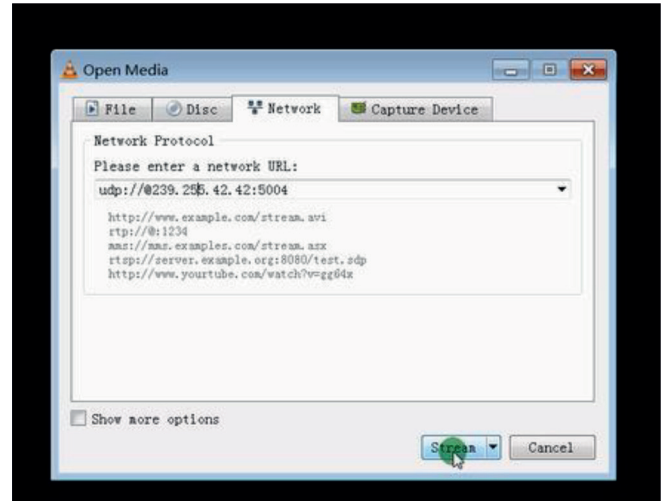 Open Media
File Disc Network Capture Device
Network Protocol
Please enter a network URL:
udp://@239.255.42.42:5004
http://www.example.com/stream.avi
rtp://@:1234
mms://mms.examples.com/stream.asx
rtsp://server.example.org:8080/test.sdp
http://www.yourtube.com/watch?v=gg64x
Show more options
Stream Cancel